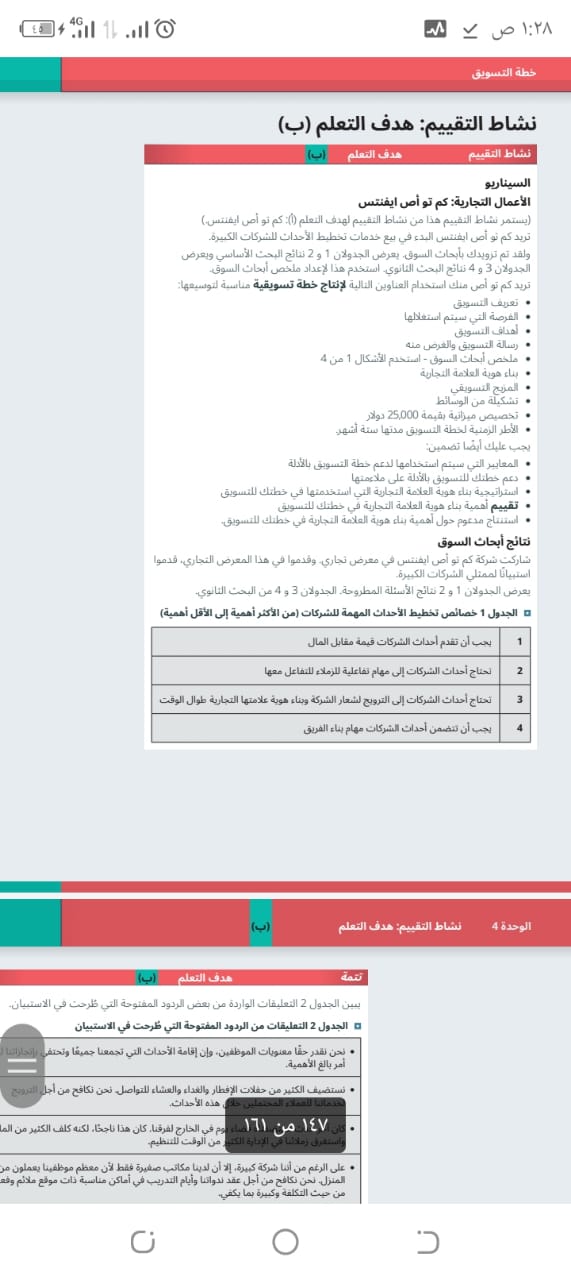 ١:٢٨ ص
4G
خطة التسويق
نشاط التقييم: هدف التعلم (ب)
نشاط التقييم هدف التعلم (ب)
السيناريو
الأعمال التجارية: كم تو أص ايفنتس
(يستمر نشاط التقييم هذا من نشاط التقييم لهدف التعلم (أ): كم تو أص ايفنتس.)
تريد كم تو أص ايفنتس البدء في بيع خدمات تخطيط الأحداث للشركات الكبيرة.
ولقد تم تزويدك بأبحاث السوق. يعرض الجدولان 1 و 2 نتائج البحث الأساسي ويعرض
الجدولان 3 و 4 نتائج البحث الثانوي. استخدم هذا لإعداد ملخص أبحاث السوق.
تريد كم تو أص منك استخدام العناوين التالية لإنتاج خطة تسويقية مناسبة لتوسيعها:
• تعريف التسويق
• الفرصة التي سيتم استغلالها
• أهداف التسويق
• رسالة التسويق والغرض منه
• ملخص أبحاث السوق - استخدم الأشكال 1 من 4
• بناء هوية العلامة التجارية
• المزيج التسويقي
• تشكيلة من الوسائط
• تخصيص ميزانية بقيمة 25,000 دولار
• الأطر الزمنية لخطة التسويق مدتها ستة أشهر.
يجب عليك أيضًا تضمين:
• المعايير التي سيتم استخدامها لدعم خطة التسويق بالأدلة
• دعم خطتك للتسويق بالأدلة على ملاءمتها
• استراتيجية بناء هوية العلامة التجارية التي استخدمتها في خطتك للتسويق
• تقييم أهمية بناء هوية العلامة التجارية في خطتك للتسويق
• استنتاج مدعوم حول أهمية بناء هوية العلامة التجارية في خطتك للتسويق.
نتائج أبحاث السوق
شاركت شركة كم تو أص ايفنتس في معرض تجاري. وقدموا في هذا المعرض التجاري، قدموا
استبيانًا لممثلي الشركات الكبيرة.
يعرض الجدولان 1 و 2 نتائج الأسئلة المطروحة. الجدولان 3 و 4 من البحث الثانوي.
الجدول 1 خصائص تخطيط الأحداث المهمة للشركات (من الأكثر أهمية إلى الأقل أهمية)
1 يجب أن تقدم أحداث الشركات قيمة مقابل المال
2 تحتاج أحداث الشركات إلى مهام تفاعلية للزملاء للتفاعل معها
3 تحتاج أحداث الشركات إلى الترويج لشعار الشركة وبناء هوية علامتها التجارية طوال الوقت
4 يجب أن تتضمن أحداث الشركات مهام بناء الفريق
الوحدة 4 نشاط التقييم: هدف التعلم (ب)
تتمة هدف التعلم (ب)
يبين الجدول 2 التعليقات الواردة من بعض الردود المفتوحة التي طُرحت في الاستبيان.
الجدول 2 التعليقات من الردود المفتوحة التي طُرحت في الاستبيان
• نحن نقدر حقًا معنويات الموظفين، وإن إقامة الأحداث التي تجمعنا جميعًا وتحتفي
أمر بالغ الأهمية.
• نستضيف الكثير من حفلات الإفطار والغداء والعشاء للتواصل. نحن نكافح من أجل
خدماتنا للعملاء المحتملين خلال هذه الأحداث.
• كان يوم في الخارج لفرقنا. كان هذا ناجحًا، لكنه كلف الكثير من
واستغرق زملائنا في الإدارة الكثير من الوقت للتنظيم.
١٤٧ من ١٦١
• على الرغم من أننا شركة كبيرة، إلا أن لدينا مكاتب صغيرة فقط لأن معظم موظفينا يعملون من
المنزل. نحن نكافح من أجل عقد ندواتنا وأيام التدريب في أماكن مناسبة ذات موقع ملائم
من حيث التكلفة وكبيرة بما يكفي.